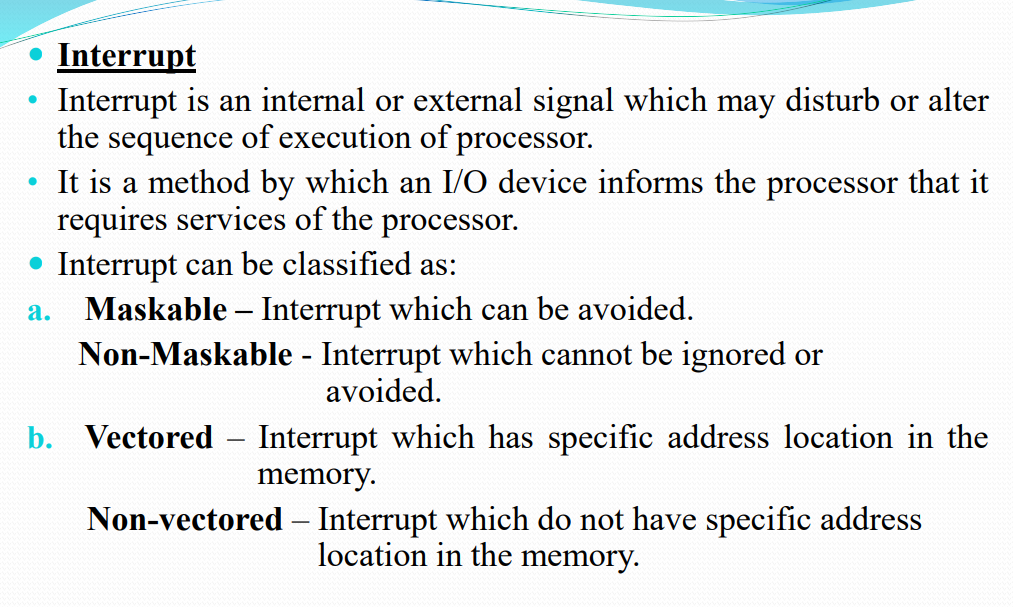 Interrupt
Interrupt is an internal or external signal which may disturb or alter
the sequence of execution of processor.
It is a method by which an I/O device informs the processor that it
requires services of the processor.
Interrupt can be classified as:
a. Maskable – Interrupt which can be avoided.
Non-Maskable - Interrupt which cannot be ignored or
avoided.
b. Vectored – Interrupt which has specific address location in the
memory.
Non-vectored – Interrupt which do not have specific address
location in the memory.